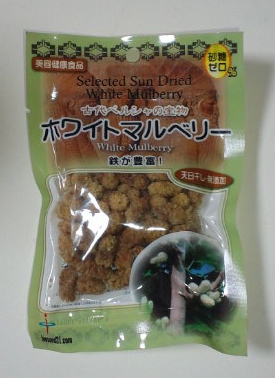 美容健康食品
砂糖
ゼロ
Selected Sun Dried
White Mulberry
古代ペルシャの宝物
ホワイトマルベリー
White Mulberry
鉄が豊富！
天日干し・無添加